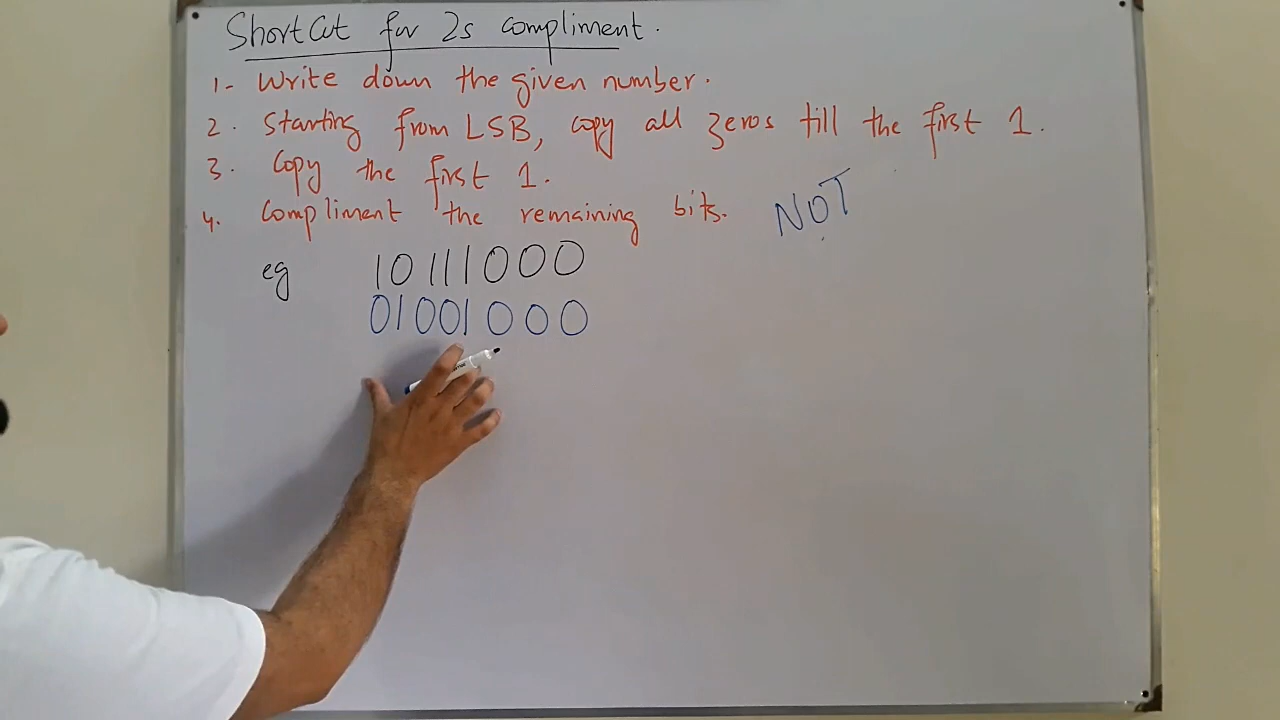 ShortCut for 2s compliment.
1- Write down the given number.
2. Starting from LSB, copy all zeros till the first 1.
3. Copy the first 1.
4. Compliment the remaining bits. NOT
eg 10111000
01001000